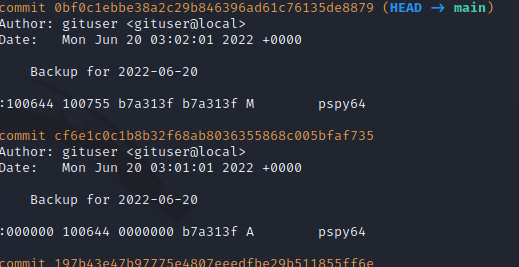 commit 0bf0c1ebbe38a2c29b846396ad61c76135de8879 (HEAD → main)
Author: gituser <gituser@local>
Date:   Mon Jun 20 03:02:01 2022 +0000
    Backup for 2022-06-20
:100644 100755 b7a313f b7a313f M        pspy64
commit cf6e1c0c1b8b32f68ab8036355868c005bfaf735
Author: gituser <gituser@local>
Date:   Mon Jun 20 03:01:01 2022 +0000
    Backup for 2022-06-20
:000000 100644 0000000 b7a313f A        pspy64
commit 197b43e47b97775e4807eeedfbe29b511855ff6e